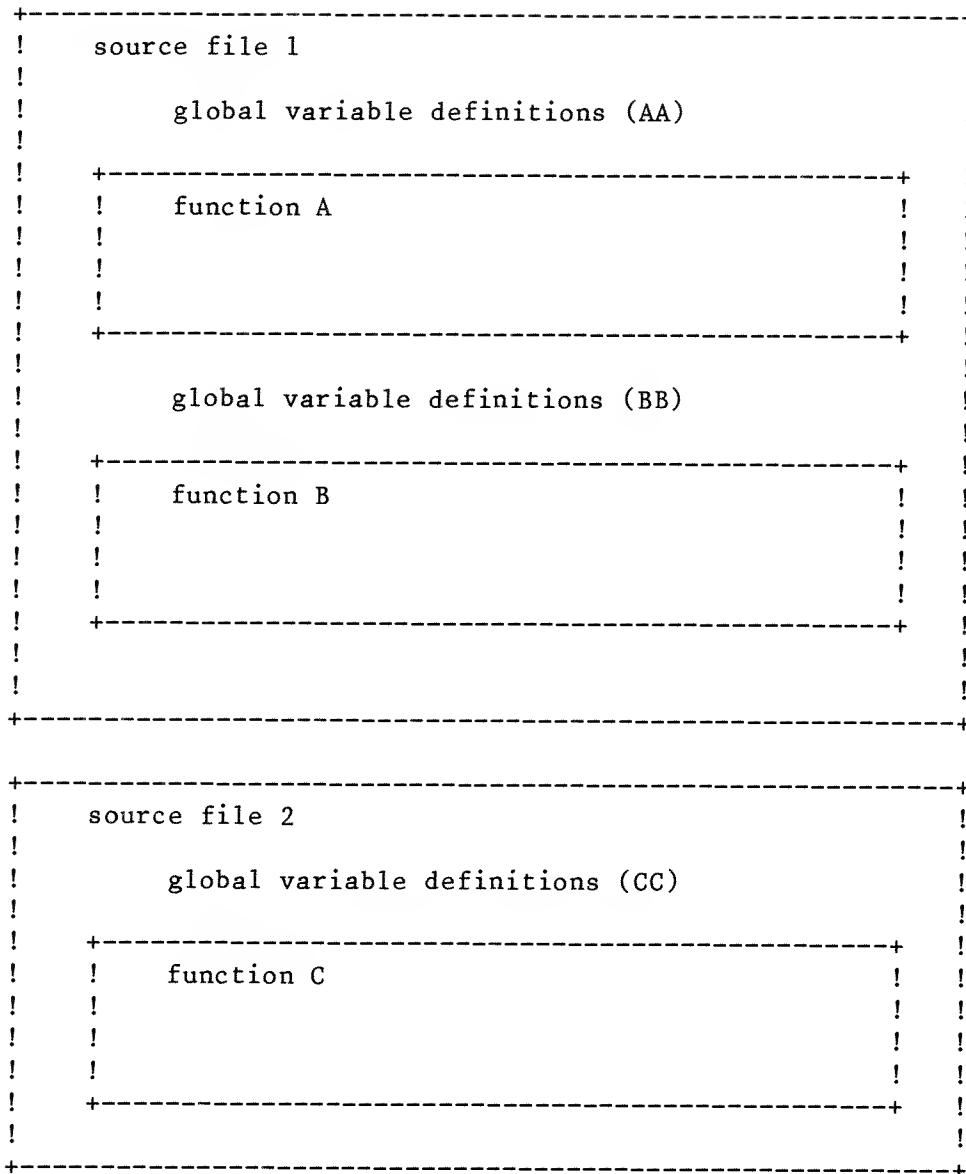 source file 1
global variable definitions (AA)
function A
global variable definitions (BB)
function B
source file 2
global variable definitions (CC)
function C